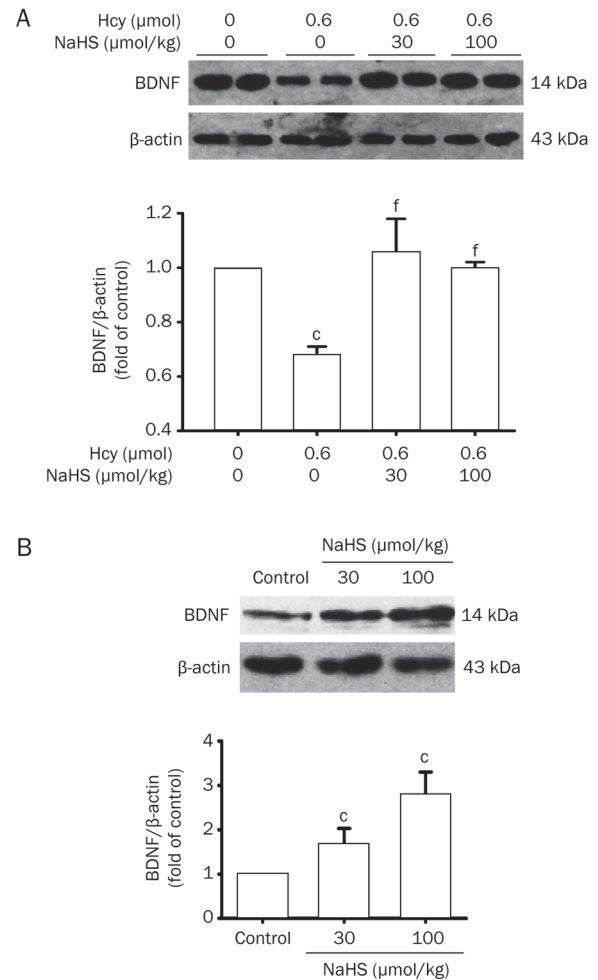 A
Hcy (µmol) 0 0.6 0.6 0.6
NaHS (µmol/kg) 0 0 30 100
BDNF 14 kDa
β-actin 43 kDa
BDNF/β-actin
(fold of control)
1.2
1.0
0.8
0.6
0.4
c
f
f
Hcy (µmol) 0 0.6 0.6 0.6
NaHS (µmol/kg) 0 0 30 100
B
NaHS (µmol/kg)
Control 30 100
BDNF 14 kDa
β-actin 43 kDa
BDNF/β-actin
(fold of control)
4
3
2
1
0
c
c
Control 30 100
NaHS (µmol/kg)